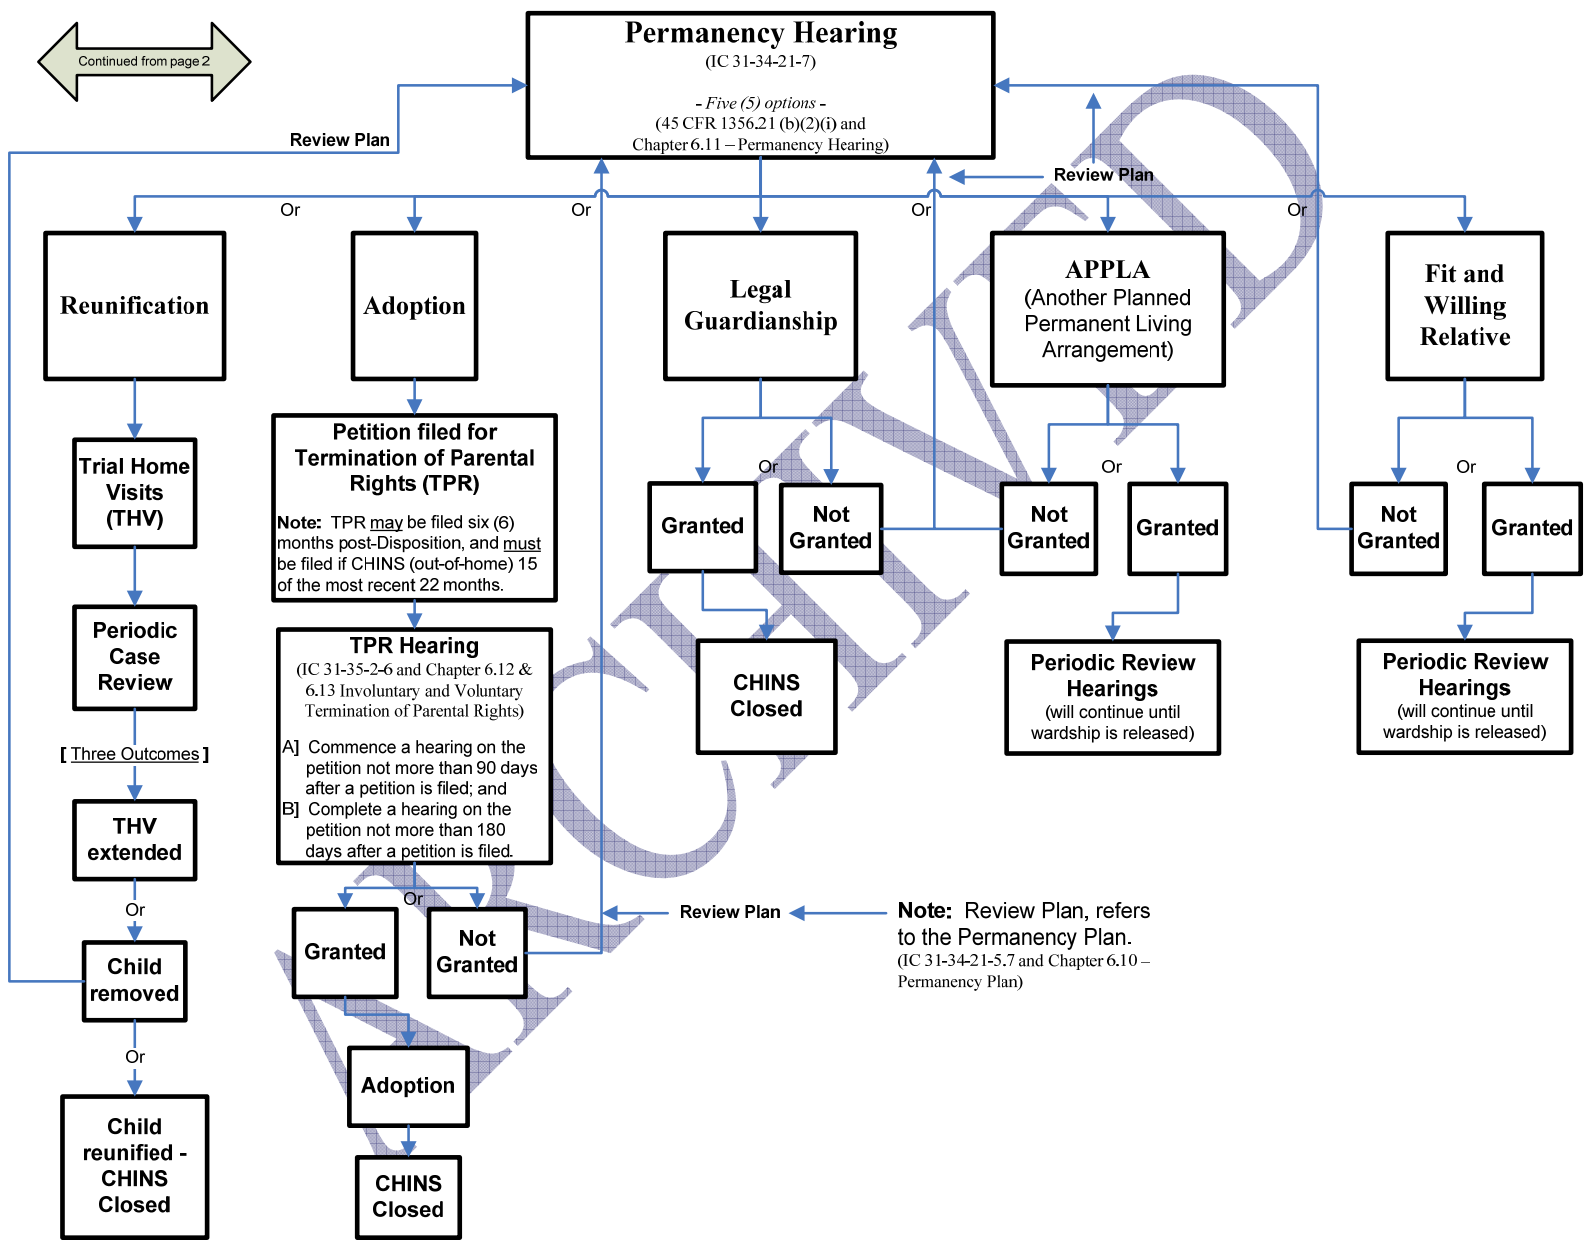 Continued from page 2
Permanency Hearing
(IC 31-34-21-7)
- Five (5) options -
(45 CFR 1356.21 (b)(2)(i) and
Chapter 6.11 – Permanency Hearing)
Review Plan
Review Plan
Or
Or
Or
Or
Reunification
Adoption
Legal
Guardianship
APPLA
(Another Planned
Permanent Living
Arrangement)
Fit and
Willing
Relative
Trial Home
Visits
(THV)
Periodic
Case
Review
[ Three Outcomes ]
THV
extended
Or
Child
removed
Or
Child
reunified -
CHINS
Closed
Petition filed for
Termination of Parental
Rights (TPR)
Note: TPR may be filed six (6)
months post-Disposition, and must
be filed if CHINS (out-of-home) 15
of the most recent 22 months.
TPR Hearing
(IC 31-35-2-6 and Chapter 6.12 &
6.13 Involuntary and Voluntary
Termination of Parental Rights)
A] Commence a hearing on the
petition not more than 90 days
after a petition is filed; and
B] Complete a hearing on the
petition not more than 180
days after a petition is filed.
Or
Granted
Not
Granted
Adoption
CHINS
Closed
Or
Granted
Not
Granted
CHINS
Closed
Or
Not
Granted
Granted
Periodic Review
Hearings
(will continue until
wardship is released)
Or
Not
Granted
Granted
Periodic Review
Hearings
(will continue until
wardship is released)
Review Plan
Note: Review Plan, refers
to the Permanency Plan.
(IC 31-34-21-5.7 and Chapter 6.10 –
Permanency Plan)
ARCHIVED